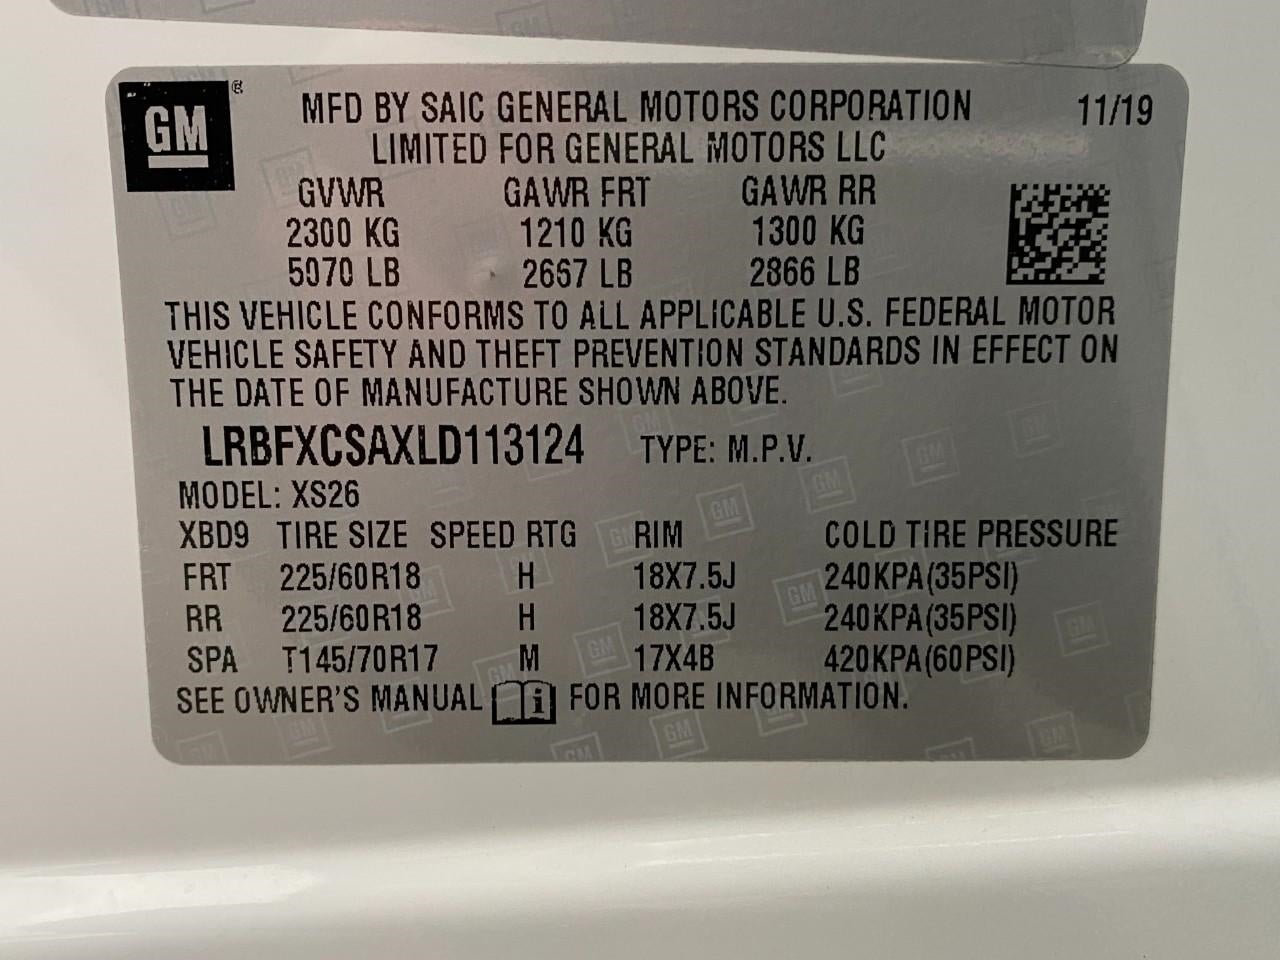 GM ®
MFD BY SAIC GENERAL MOTORS CORPORATION 11/19
LIMITED FOR GENERAL MOTORS LLC
GVWR GAWR FRT GAWR RR
2300 KG 1210 KG 1300 KG
5070 LB 2667 LB 2866 LB
THIS VEHICLE CONFORMS TO ALL APPLICABLE U.S. FEDERAL MOTOR
VEHICLE SAFETY AND THEFT PREVENTION STANDARDS IN EFFECT ON
THE DATE OF MANUFACTURE SHOWN ABOVE.
LRBFXCSAXLD113124 TYPE: M.P.V.
MODEL: XS26
XBD9 TIRE SIZE SPEED RTG RIM COLD TIRE PRESSURE
FRT 225/60R18 H 18X7.5J 240KPA(35PSI)
RR 225/60R18 H 18X7.5J 240KPA(35PSI)
SPA T145/70R17 M 17X4B 420KPA(60PSI)
SEE OWNER'S MANUAL i FOR MORE INFORMATION.